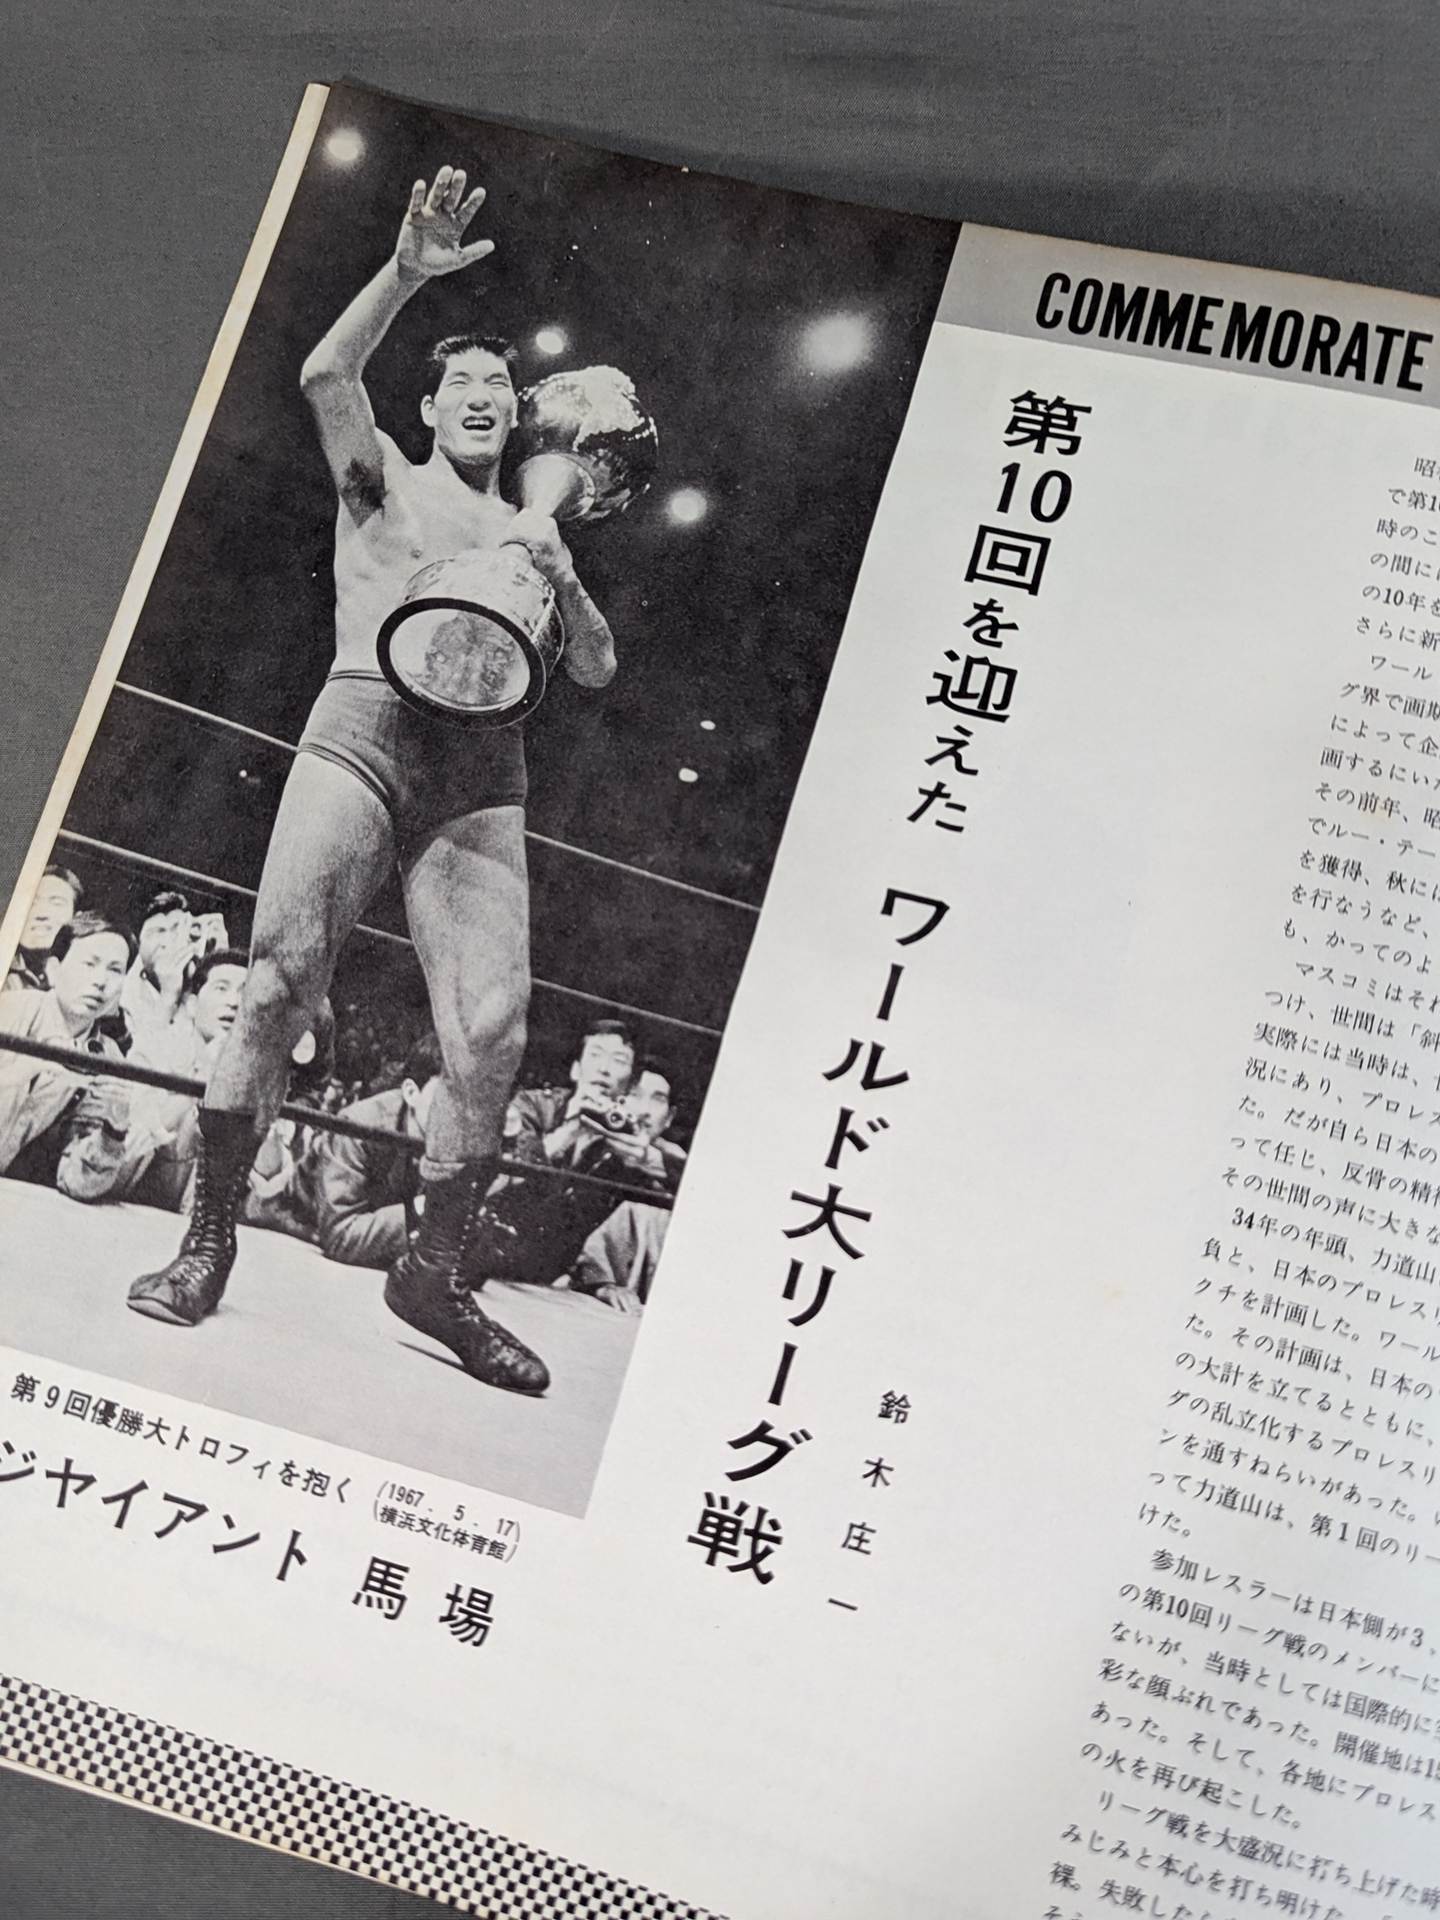 COMMEMORATE
第10回を迎えた ワールド大リーグ戦
鈴木庄一
第9回優勝大トロフィを抱く
(1967.5.17)
(横浜文化体育館)
ジャイアント 馬場
で第1
時のこ
の間に
の10年を
さらに新
ワール
グ界で画期
によって企
画するにいた
その前年、昭
でルー・テー
を獲得、秋には
を行なうなど、
も、かってのよ
マスコミはそれ
つけ、世間は「斜
実際には当時は、
況にあり、プロレス
た。だが自ら日本の
って任じ、反骨の精神
その世間の声に大きな
34年の年頭、力道山
負と、日本のプロレスリ
クチを計画した。ワール
た。その計画は、日本の
の大計を立てるとともに、
グの乱立化するプロレスリ
ンを通すねらいがあった。
って力道山は、第1回のリー
けた。
参加レスラーは日本側が3、
の第10回リーグ戦のメンバーに
ないが、当時としては国際的に
彩な顔ぶれであった。開催地は15
あった。そして、各地にプロレス
の火を再び起こした。
リーグ戦を大盛況に打ち上げた時
みじみと本心を打ち明けた。
裸。失敗したら